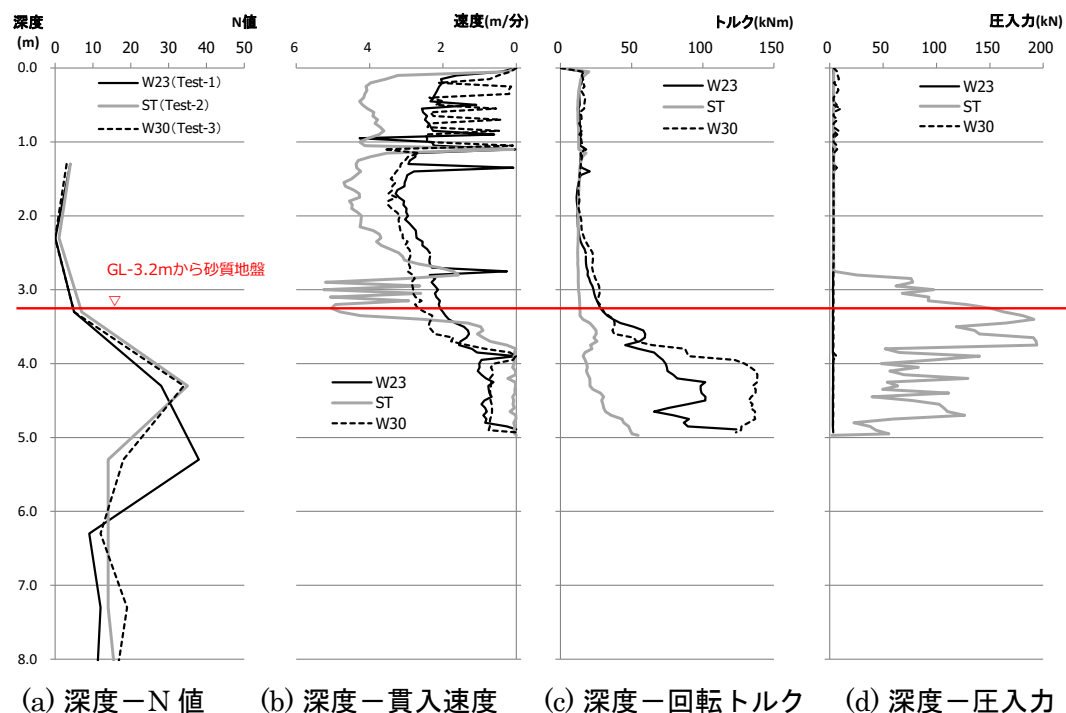 深度
(m)
N値
0 10 20 30 40 50
0.0
1.0
2.0
3.0
4.0
5.0
6.0
7.0
8.0
W23(Test-1)
ST(Test-2)
W30(Test-3)
GL-3.2mから砂質地盤
▽
速度(m/分)
6 4 2 0
W23
ST
W30
トルク(kNm)
0 50 100 150
W23
ST
W30
圧入力(kN)
0 50 100 150 200
W23
ST
W30
(a) 深度－N 値
(b) 深度－貫入速度
(c) 深度－回転トルク
(d) 深度－圧入力